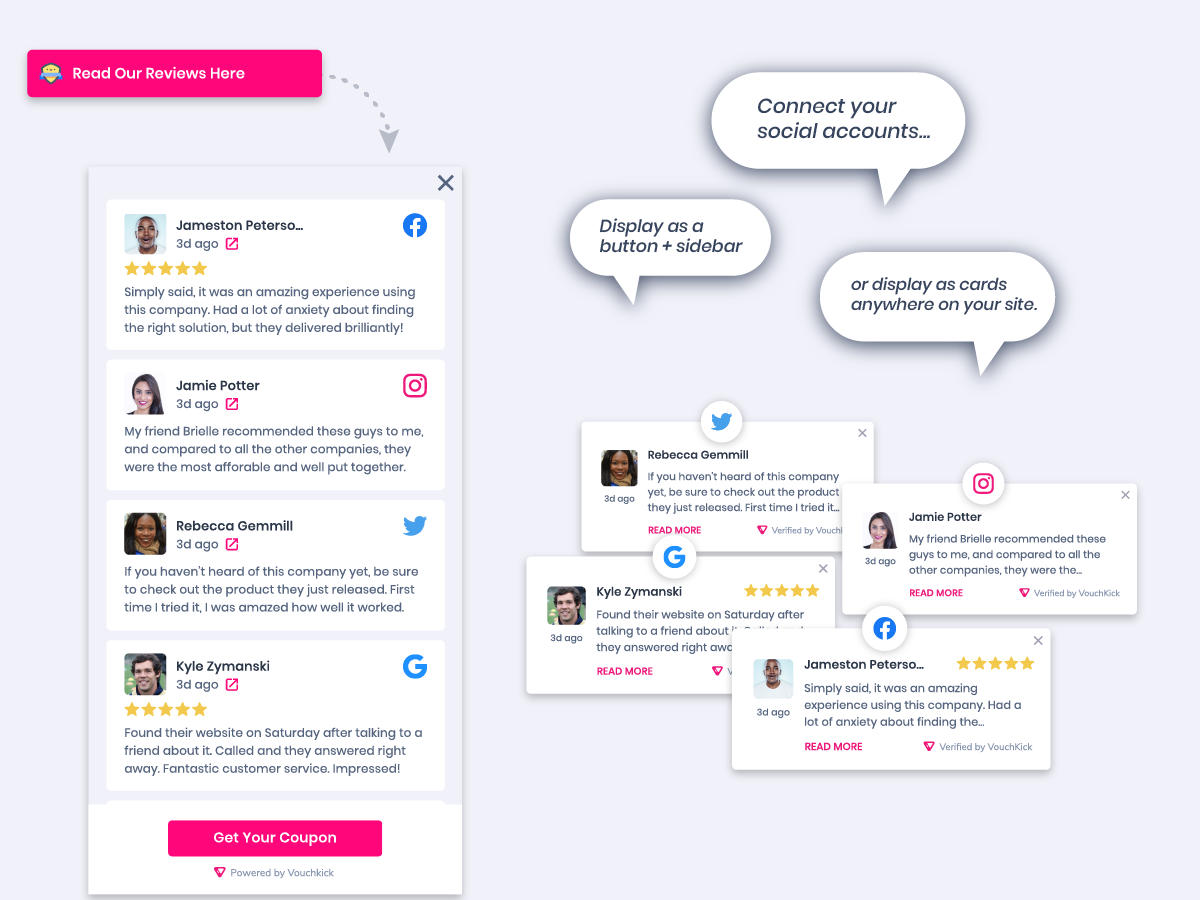 Read Our Reviews Here
Jameston Peterso...
3d ago
Simply said, it was an amazing experience using
this company. Had a lot of anxiety about finding
the right solution, but they delivered brilliantly!
Jamie Potter
3d ago
My friend Brielle recommended these guys to me,
and compared to all the other companies, they
were the most afforable and well put together.
Rebecca Gemmill
3d ago
If you haven't heard of this company yet, be sure
to check out the product they just released. First
time I tried it, I was amazed how well it worked.
Kyle Zymanski
3d ago
Found their website on Saturday after talking to a
friend about it. Called and they answered right
away. Fantastic customer service. Impressed!
Get Your Coupon
Powered by Vouchkick
Connect your
social accounts...
Display as a
button + sidebar
or display as cards
anywhere on your site.
Rebecca Gemmill
If you haven't heard of this company
yet, be sure to check out the product
they just released. First time I tried it...
3d ago
READ MORE
Verified by VouchK
Jamie Potter
My friend Brielle recommended these
guys to me, and compared to all the
other companies, they were the...
3d ago
READ MORE
Verified by VouchKick
Kyle Zymanski
Found their website on Saturday after
talking to a friend about it. Called and
they answered right
3d ago
READ MORE
Jameston Peterso...
Simply said, it was an amazing
experience using this company. Had a
lot of anxiety about finding the...
3d ago
READ MORE
Verified by VouchKick